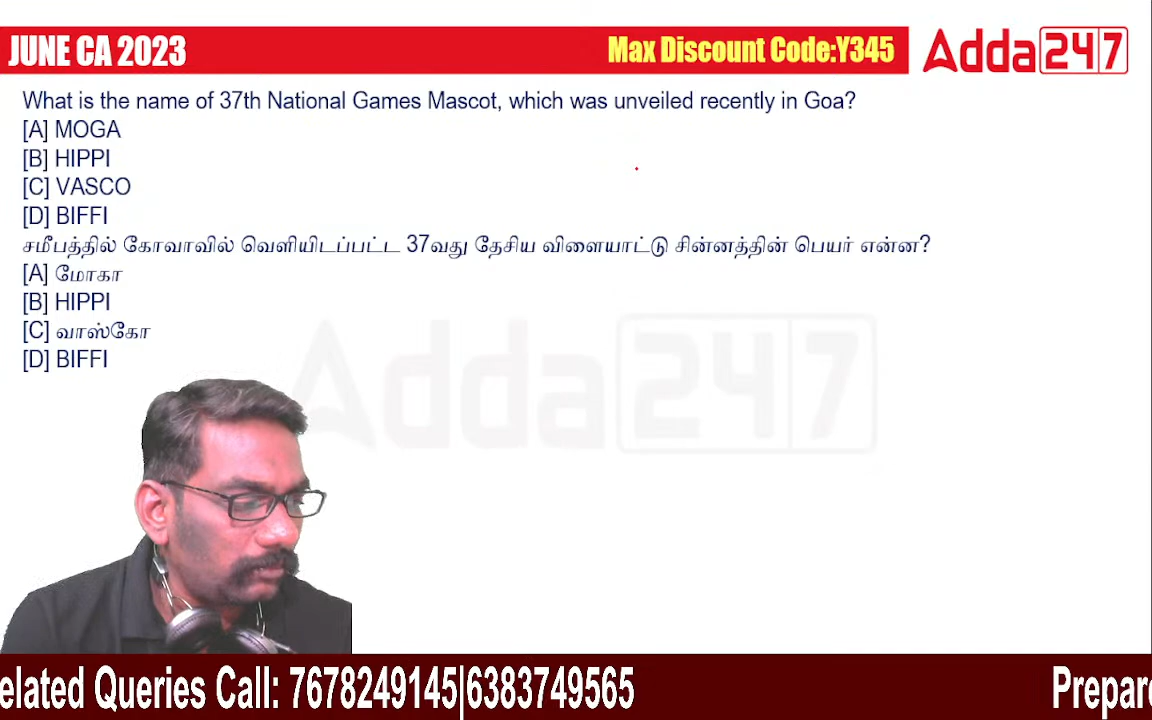 JUNE CA 2023
Max Discount Code:Y345
Adda247
What is the name of 37th National Games Mascot, which was unveiled recently in Goa?
[A] MOGA
[B] HIPPI
[C] VASCO
[D] BIFFI
சமீபத்தில் கோவாவில் வெளியிடப்பட்ட 37வது தேசிய விளையாட்டு சின்னத்தின் பெயர் என்ன?
[A] மோகா
[B] HIPPI
[C] வாஸ்கோ
[D] BIFFI
Adda247
elated Queries Call: 7678249145|6383749565
Prepare